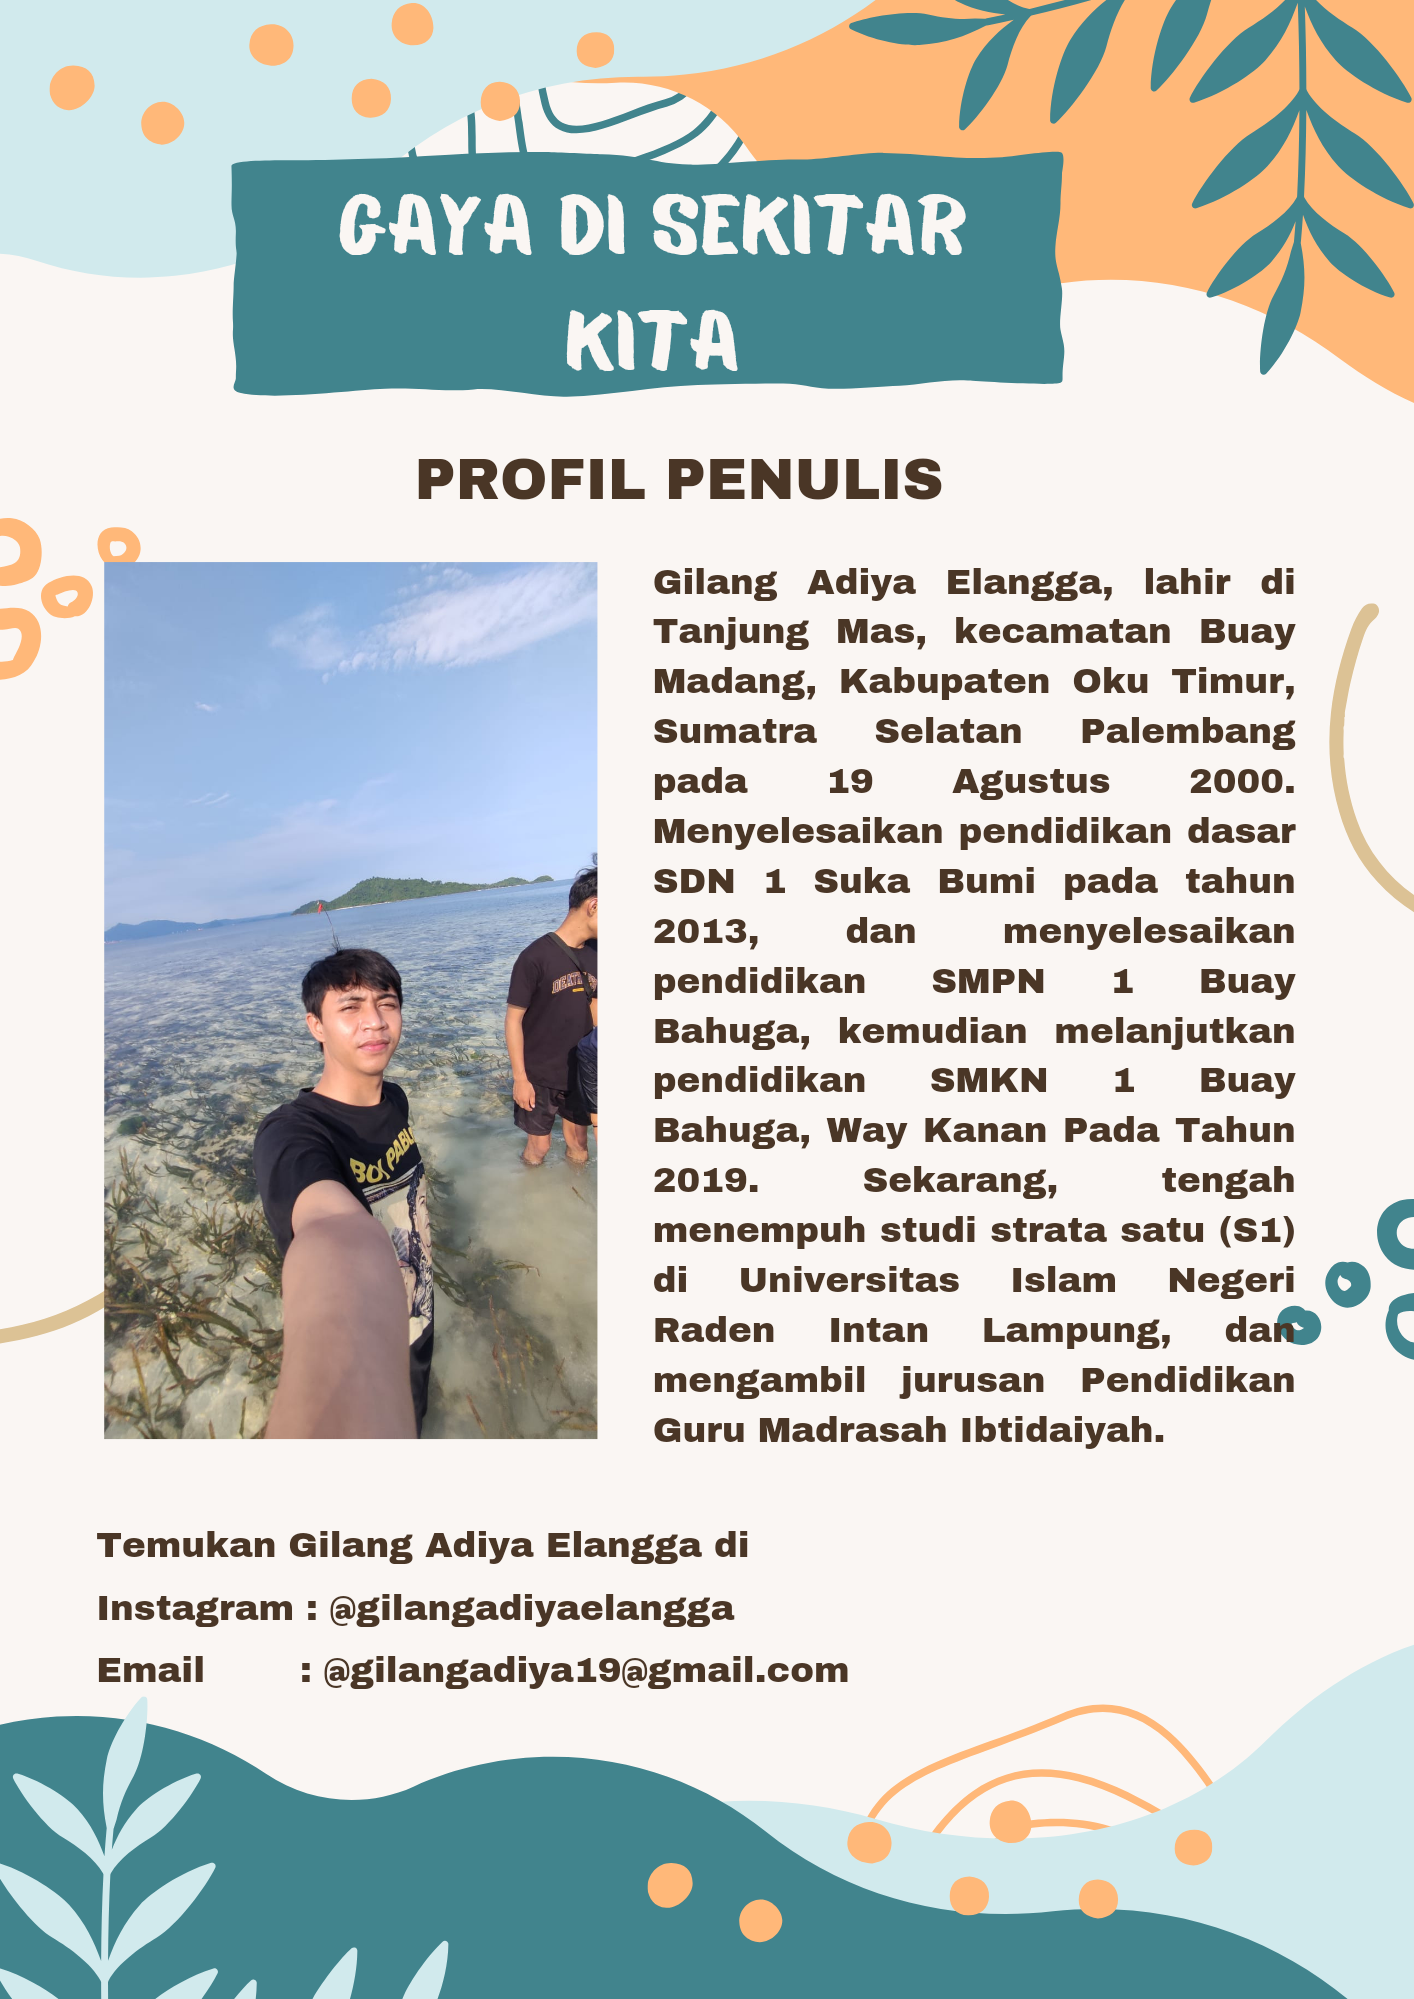 GAYA DI SEKITAR
KITA
PROFIL PENULIS
Gilang Adiya Elangga, lahir di
Tanjung Mas, kecamatan Buay
Madang, Kabupaten Oku Timur,
Sumatra Selatan Palembang
pada 19 Agustus 2000.
Menyelesaikan pendidikan dasar
SDN 1 Suka Bumi pada tahun
2013, dan menyelesaikan
pendidikan SMPN 1 Buay
Bahuga, kemudian melanjutkan
pendidikan SMKN 1 Buay
Bahuga, Way Kanan Pada Tahun
2019. Sekarang, tengah
menempuh studi strata satu (S1)
di Universitas Islam Negeri
Raden Intan Lampung, dan
mengambil jurusan Pendidikan
Guru Madrasah Ibtidaiyah.
BOY PABLO
Temukan Gilang Adiya Elangga di
Instagram : @gilangadiyaelangga
Email : @gilangadiya19@gmail.com